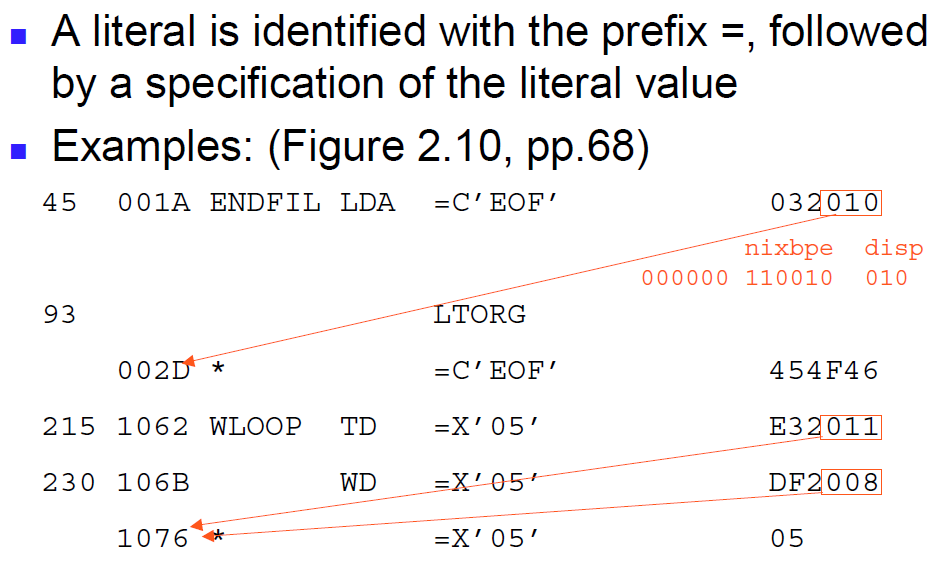 A literal is identified with the prefix =, followed
by a specification of the literal value
Examples: (Figure 2.10, pp.68)
45 001A ENDFIL LDA =C’EOF’ 032010
nixbpe disp
000000 110010 010
93 LTORG
002D * =C’EOF’ 454F46
215 1062 WLOOP TD =X’05’ E32011
230 106B WD =X’05’ DF2008
1076 * =X’05’ 05